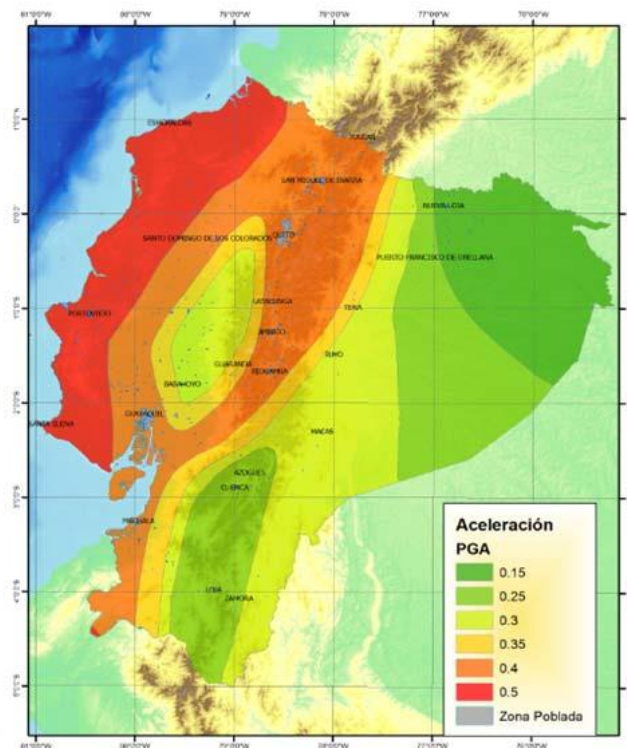 ESMERALDAS
TULCAN
SAN MIGUEL DE IBARRA
NUEVA LOJA
SANTO DOMINGO DE LOS COLORADOS
QUITO
PUERTO FRANCISCO DE ORELLANA
LATACUNGA
TENA
PORTOVIEJO
AMBATO
PUYO
GUARANDA
RIOBAMBA
BABAHOYO
GUAYAQUIL
SANTA ELENA
MACAS
AZOGUES
CUENCA
MACHALA
LOJA
ZAMORA
Aceleración
PGA
0.15
0.25
0.3
0.35
0.4
0.5
Zona Poblada